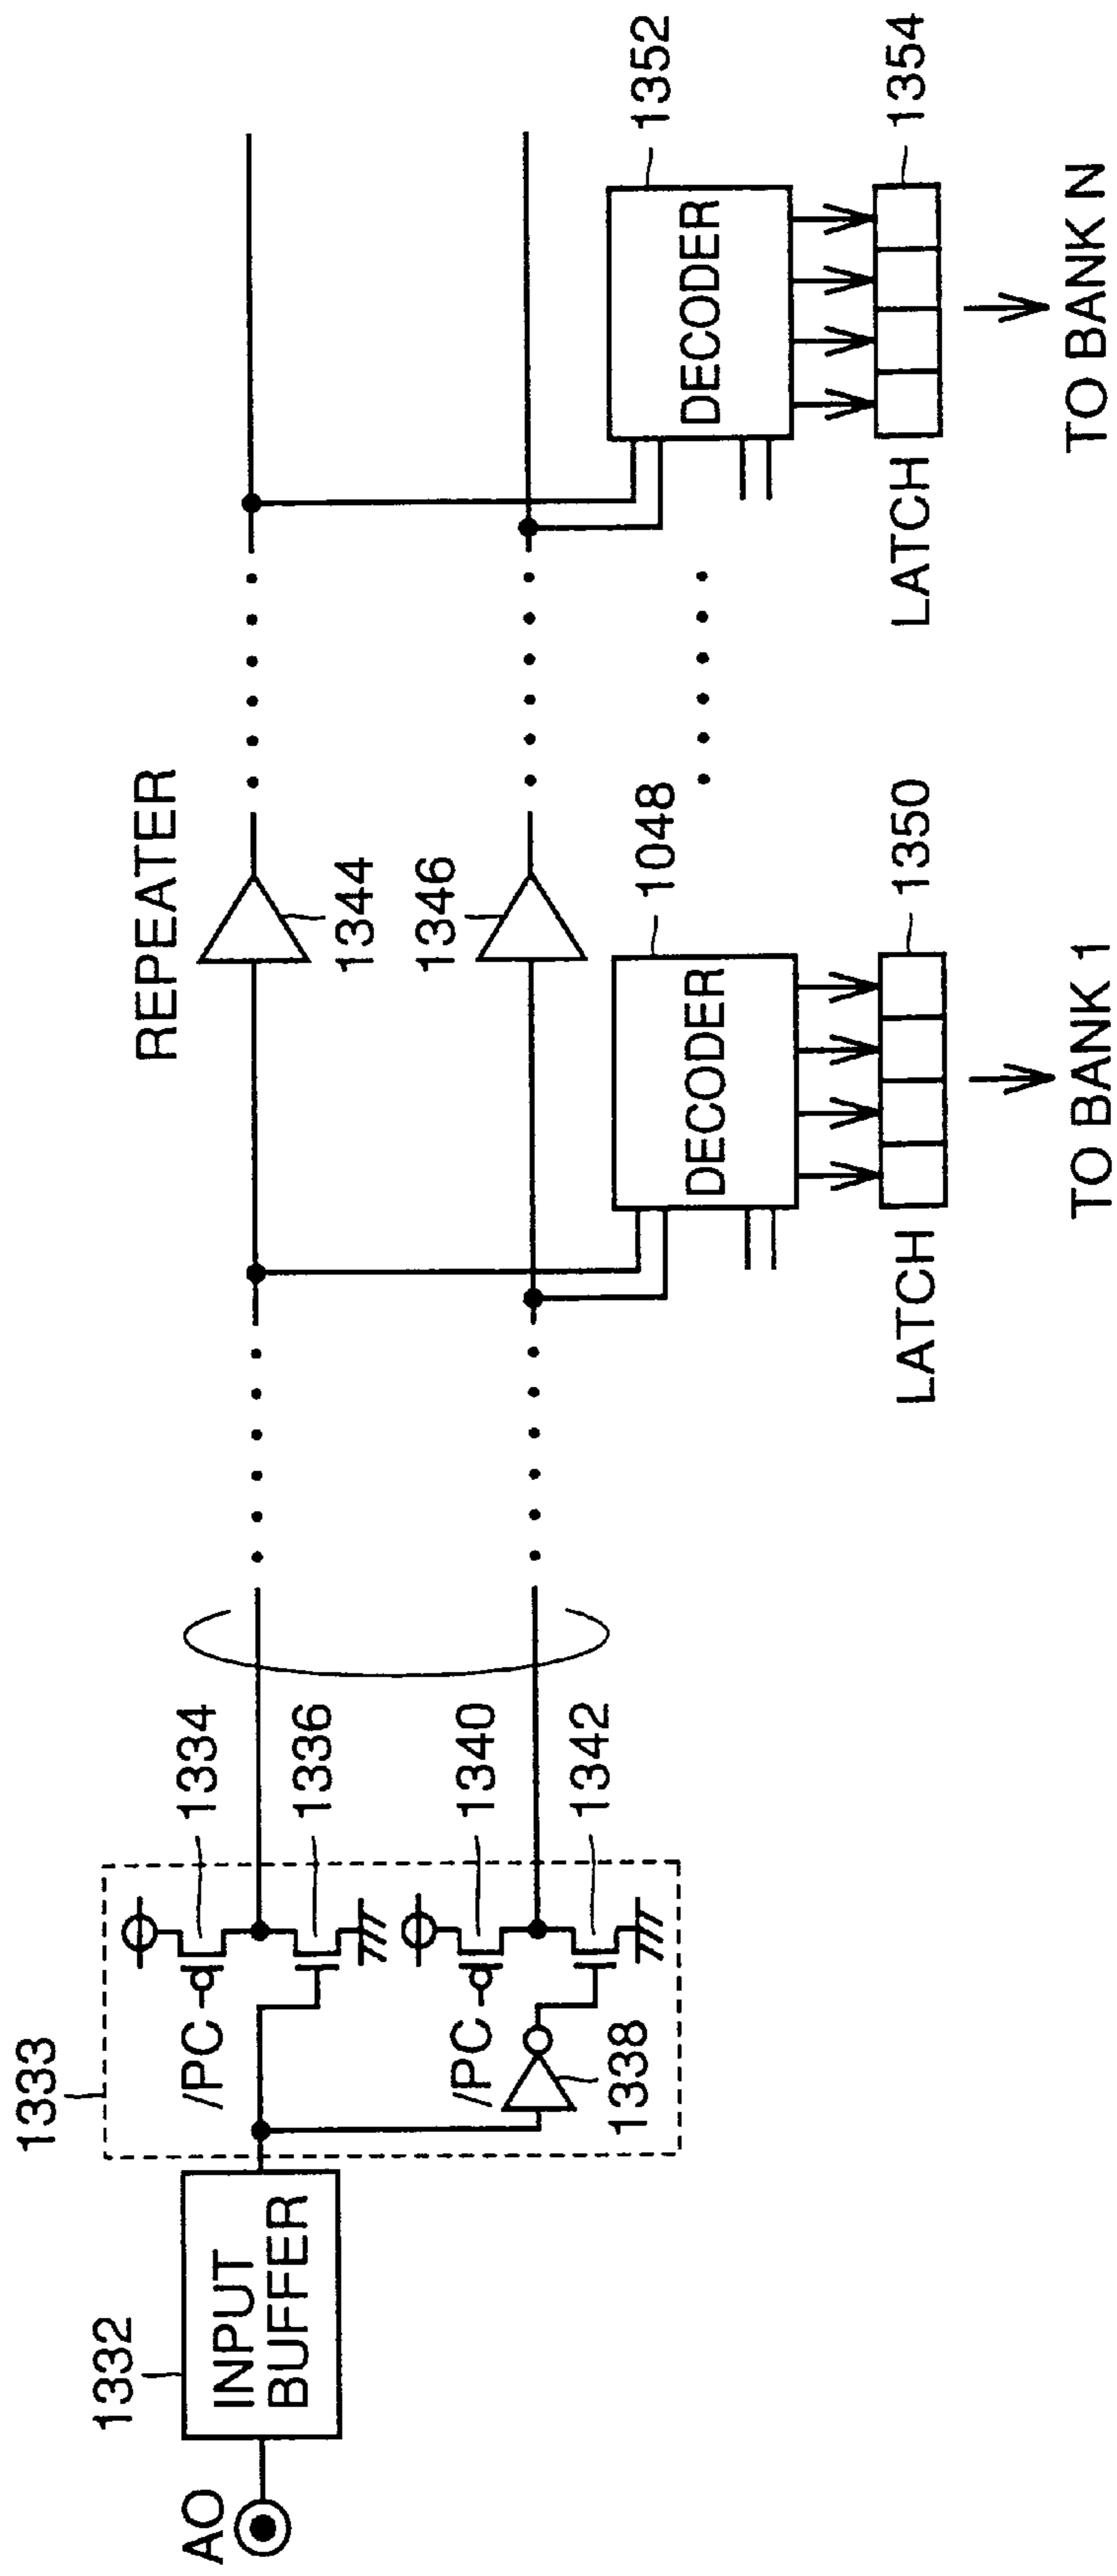 1333
1332
AO
INPUT
BUFFER
/PC
1334
1336
/PC
1340
1338
1342
REPEATER
1344
1346
1048
DECODER
LATCH
1350
TO BANK 1
1352
DECODER
LATCH
1354
TO BANK N